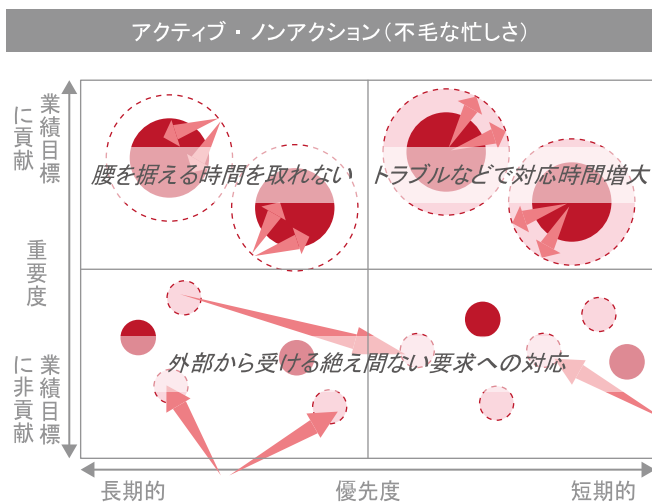 アクティブ・ノンアクション（不毛な忙しさ）
業績目標
に貢献
腰を据える時間を取れない
トラブルなどで対応時間増大
重要度
外部から受ける絶え間ない要求への対応
業績目標
に非貢献
長期的
優先度
短期的